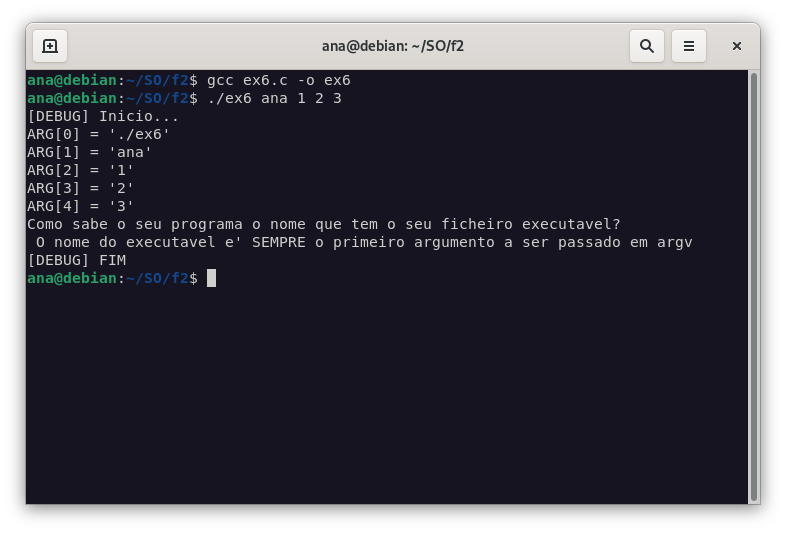 ana@debian: ~/SO/f2
ana@debian:~/SO/f2$ gcc ex6.c -o ex6
ana@debian:~/SO/f2$ ./ex6 ana 1 2 3
[DEBUG] Inicio...
ARG[0] = './ex6'
ARG[1] = 'ana'
ARG[2] = '1'
ARG[3] = '2'
ARG[4] = '3'
Como sabe o seu programa o nome que tem o seu ficheiro executavel?
 O nome do executavel e' SEMPRE o primeiro argumento a ser passado em argv
[DEBUG] FIM
ana@debian:~/SO/f2$